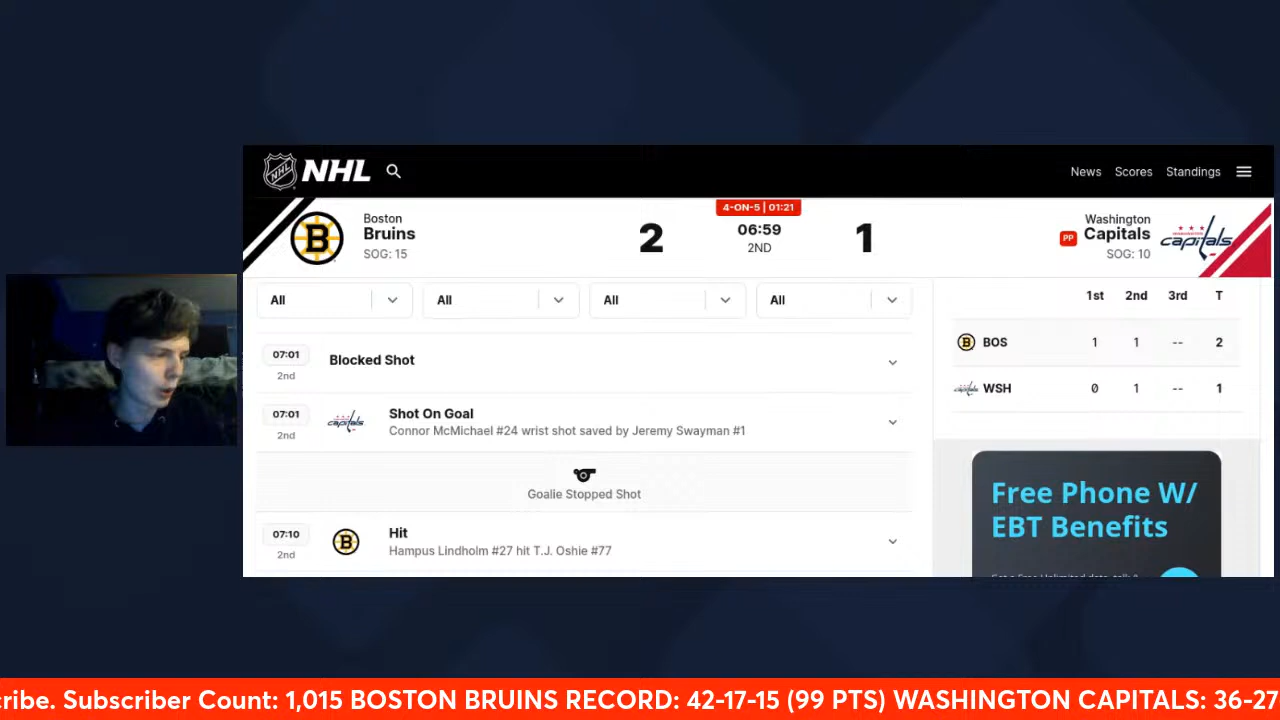 NHL
News Scores Standings
Boston
Bruins
SOG: 15
2
4-ON-5 | 01:21
06:59
2ND
1
PP
Washington
Capitals
SOG: 10
capitals
All All All All
07:01
2nd
Blocked Shot
07:01
2nd
capitals
Shot On Goal
Connor McMichael #24 wrist shot saved by Jeremy Swayman #1
Goalie Stopped Shot
07:10
2nd
Hit
Hampus Lindholm #27 hit T.J. Oshie #77
1st 2nd 3rd T
BOS 1 1 -- 2
WSH 0 1 -- 1
Free Phone W/
EBT Benefits
cribe. Subscriber Count: 1,015 BOSTON BRUINS RECORD: 42-17-15 (99 PTS) WASHINGTON CAPITALS: 36-27